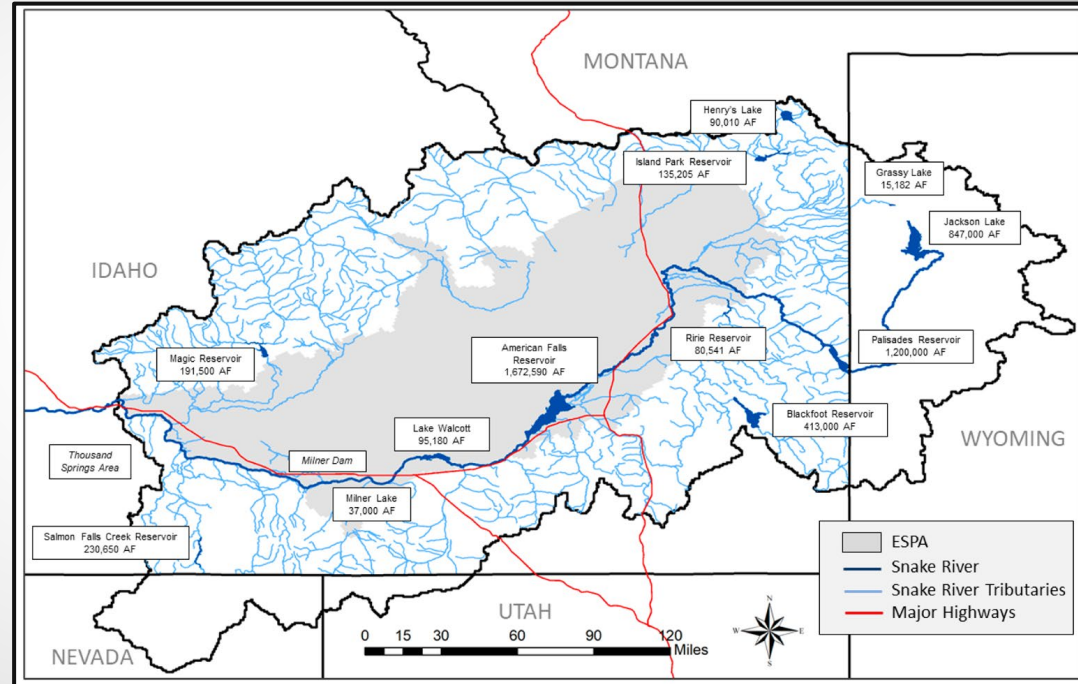 MONTANA
Henry's Lake
90,010 AF
Island Park Reservoir
135,205 AF
Grassy Lake
15,182 AF
Jackson Lake
847,000 AF
IDAHO
Magic Reservoir
191,500 AF
American Falls
Reservoir
1,672,590 AF
Ririe Reservoir
80,541 AF
Palisades Reservoir
1,200,000 AF
Lake Walcott
95,180 AF
Blackfoot Reservoir
413,000 AF
WYOMING
Thousand
Springs Area
Milner Dam
Milner Lake
37,000 AF
Salmon Falls Creek Reservoir
230,650 AF
ESPA
Snake River
Snake River Tributaries
Major Highways
UTAH
NEVADA
N
W E
S
0 15 30 60 90 120
Miles